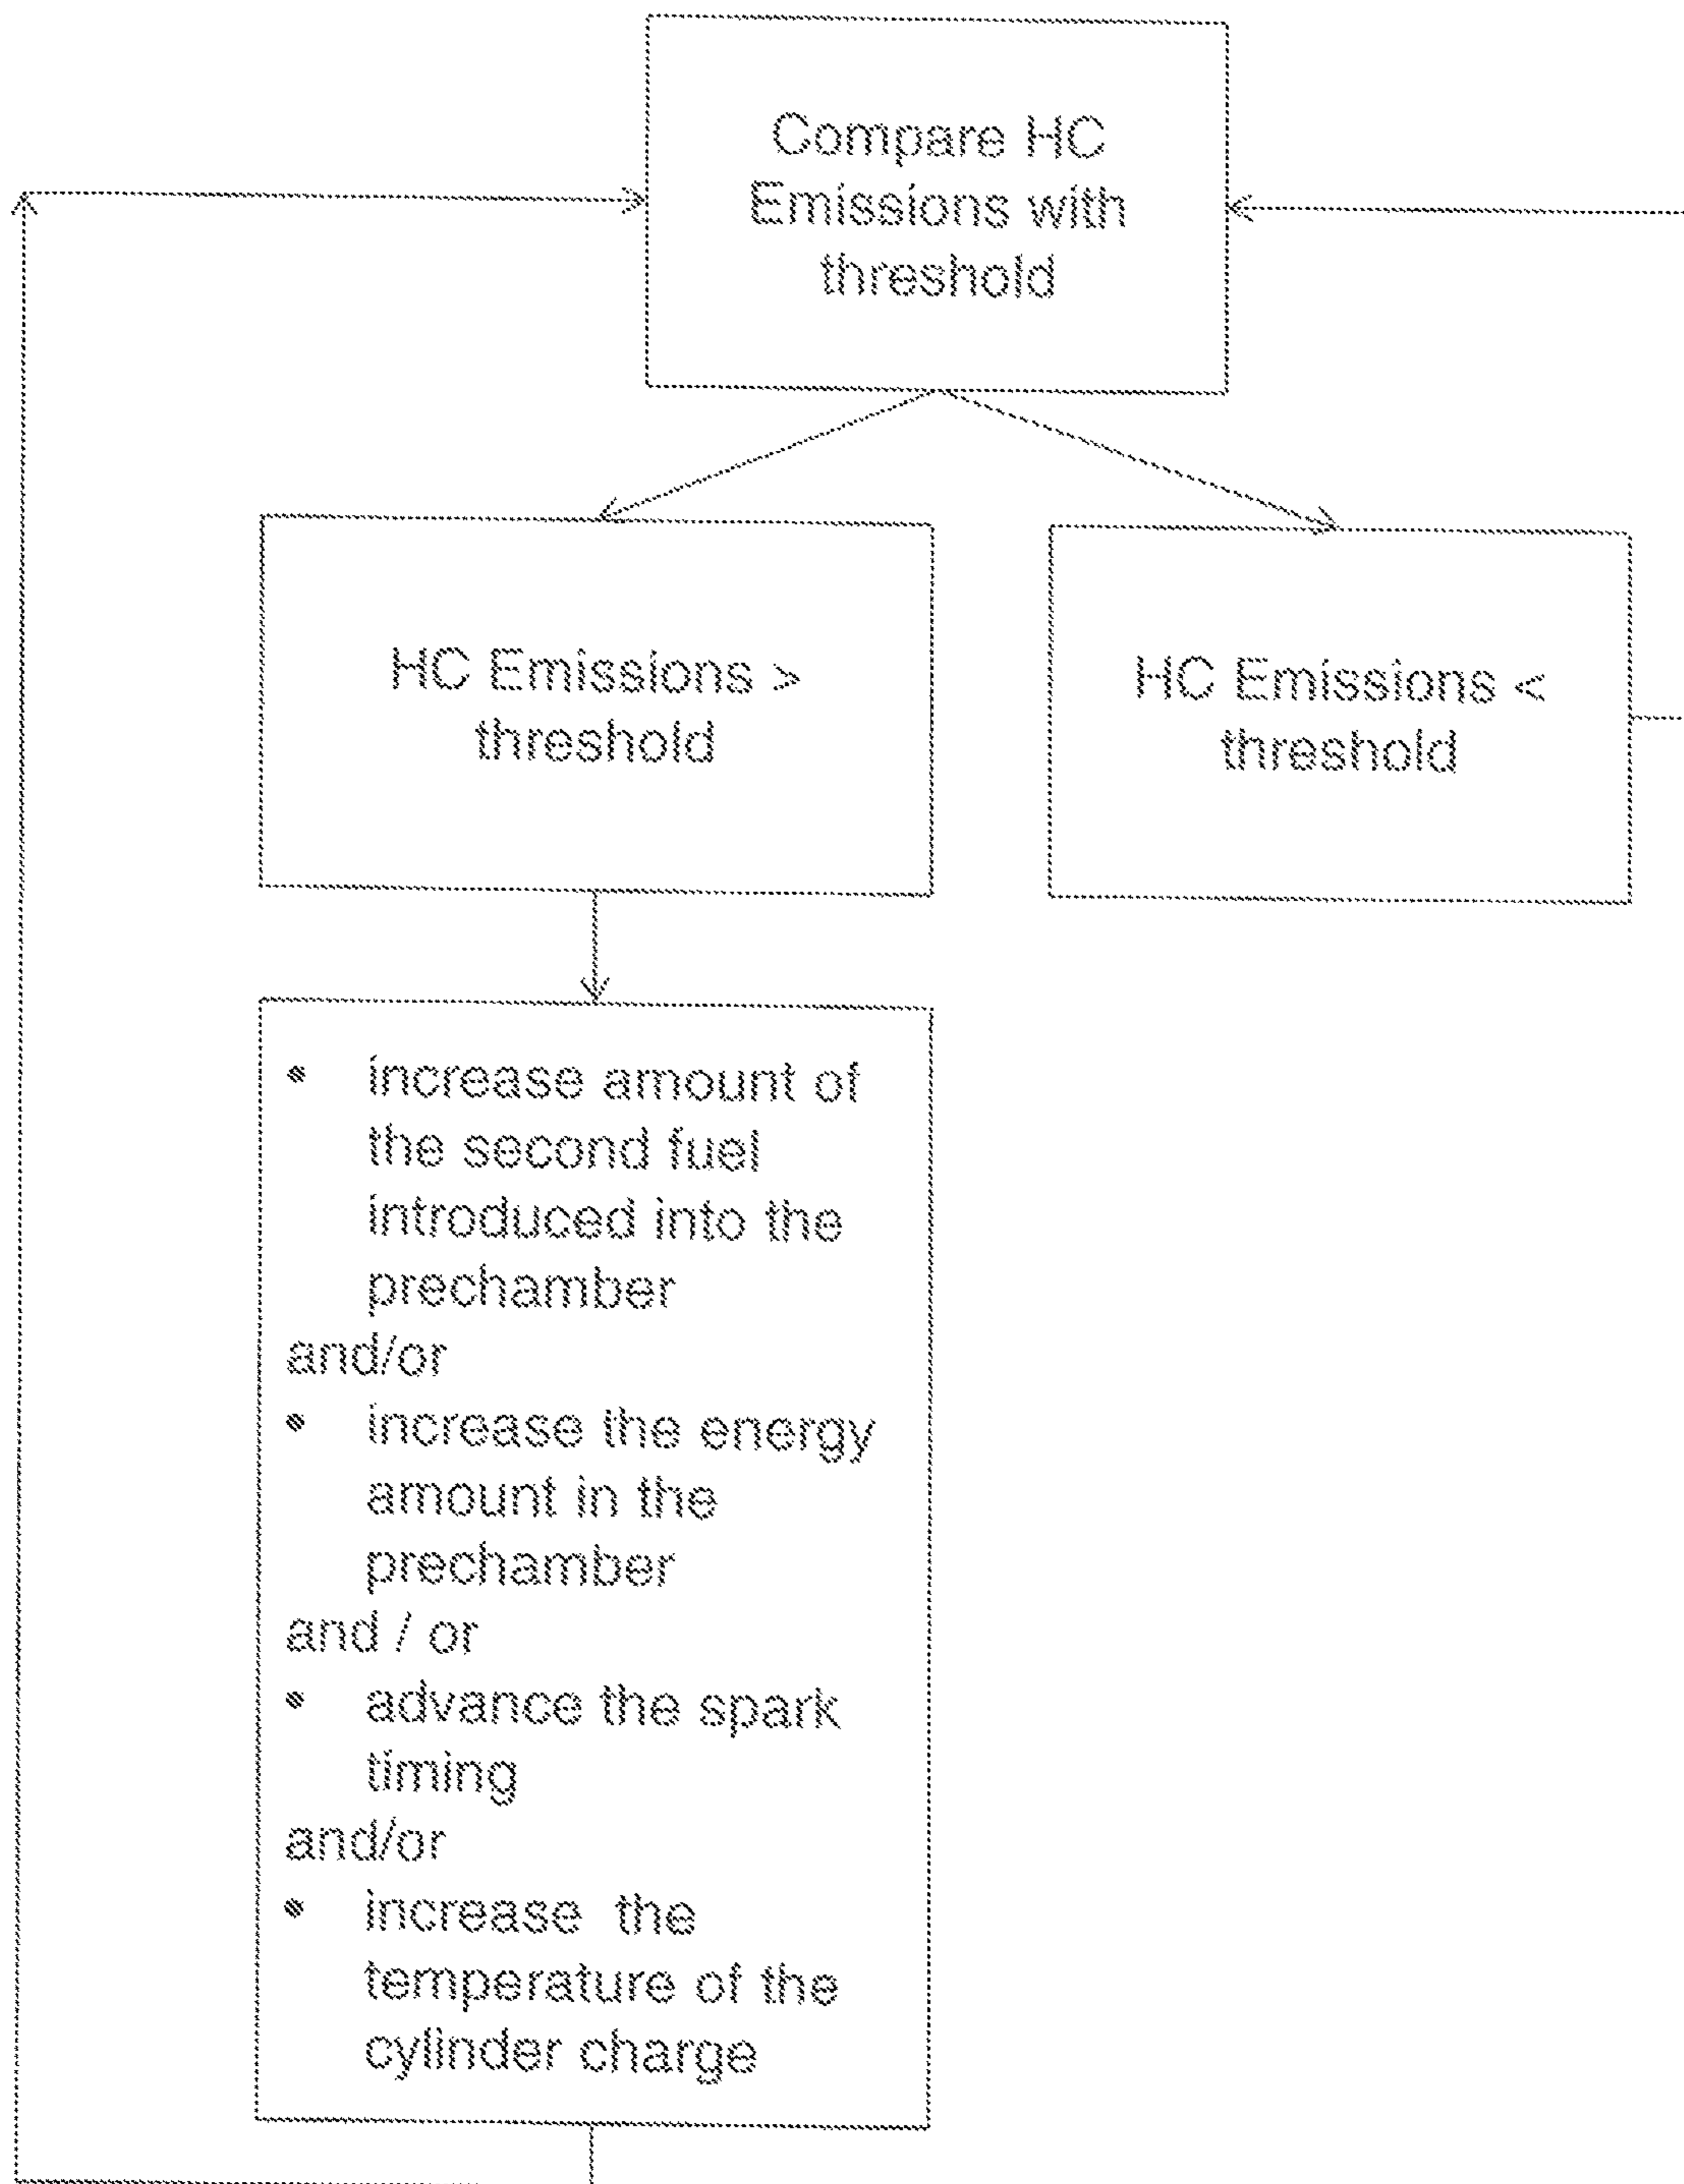 Compare HC
Emissions with
threshold
HC Emissions >
threshold
HC Emissions <
threshold
• increase amount of
the second fuel
introduced into the
prechamber
and/or
• increase the energy
amount in the
prechamber
and / or
• advance the spark
timing
and/or
• increase the
temperature of the
cylinder charge